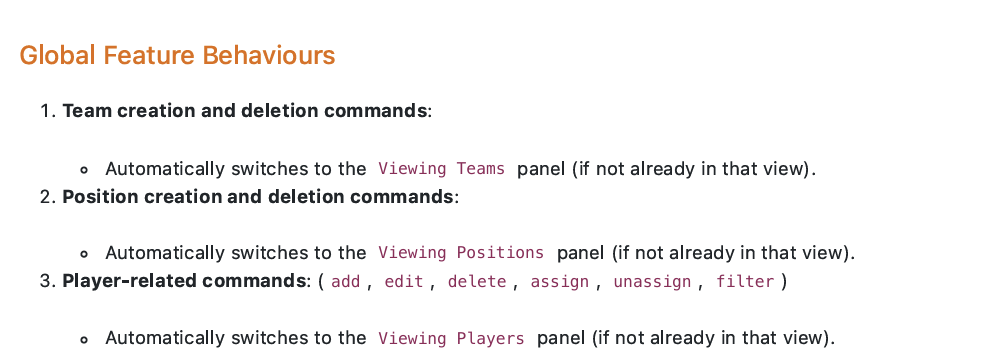 Global Feature Behaviours
1. Team creation and deletion commands:
Automatically switches to the Viewing Teams panel (if not already in that view).
2. Position creation and deletion commands:
Automatically switches to the Viewing Positions panel (if not already in that view).
3. Player-related commands: ( add , edit , delete , assign , unassign , filter )
Automatically switches to the Viewing Players panel (if not already in that view).